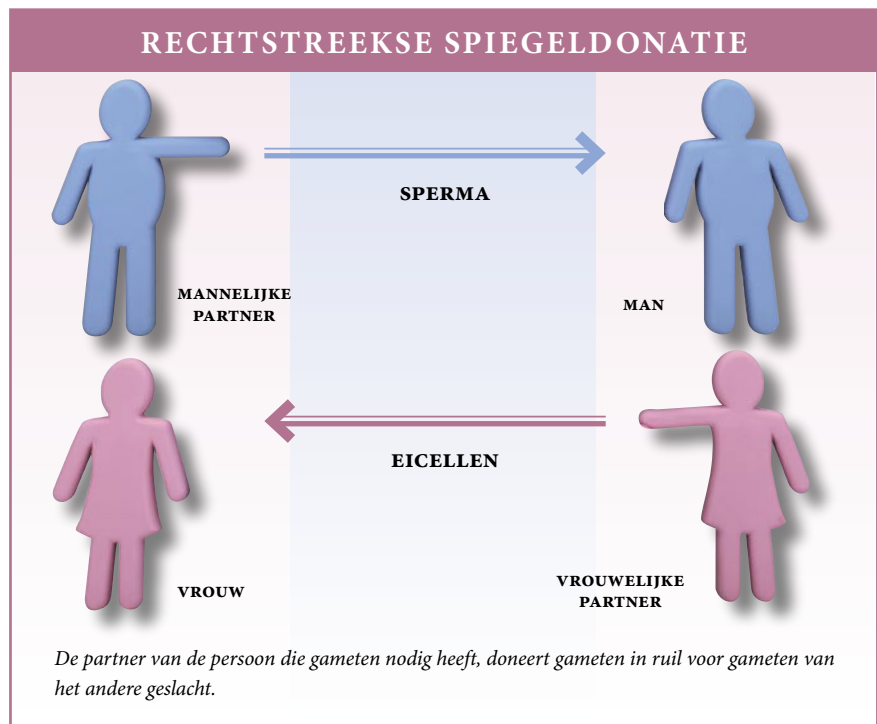 RECHTSTREEKSE SPIEGELDONATIE
SPERMA
MANNELIJKE
PARTNER
MAN
EICELLEN
VROUW
VROUWELIJKE
PARTNER
De partner van de persoon die gameten nodig heeft, doneert gameten in ruil voor gameten van
het andere geslacht.